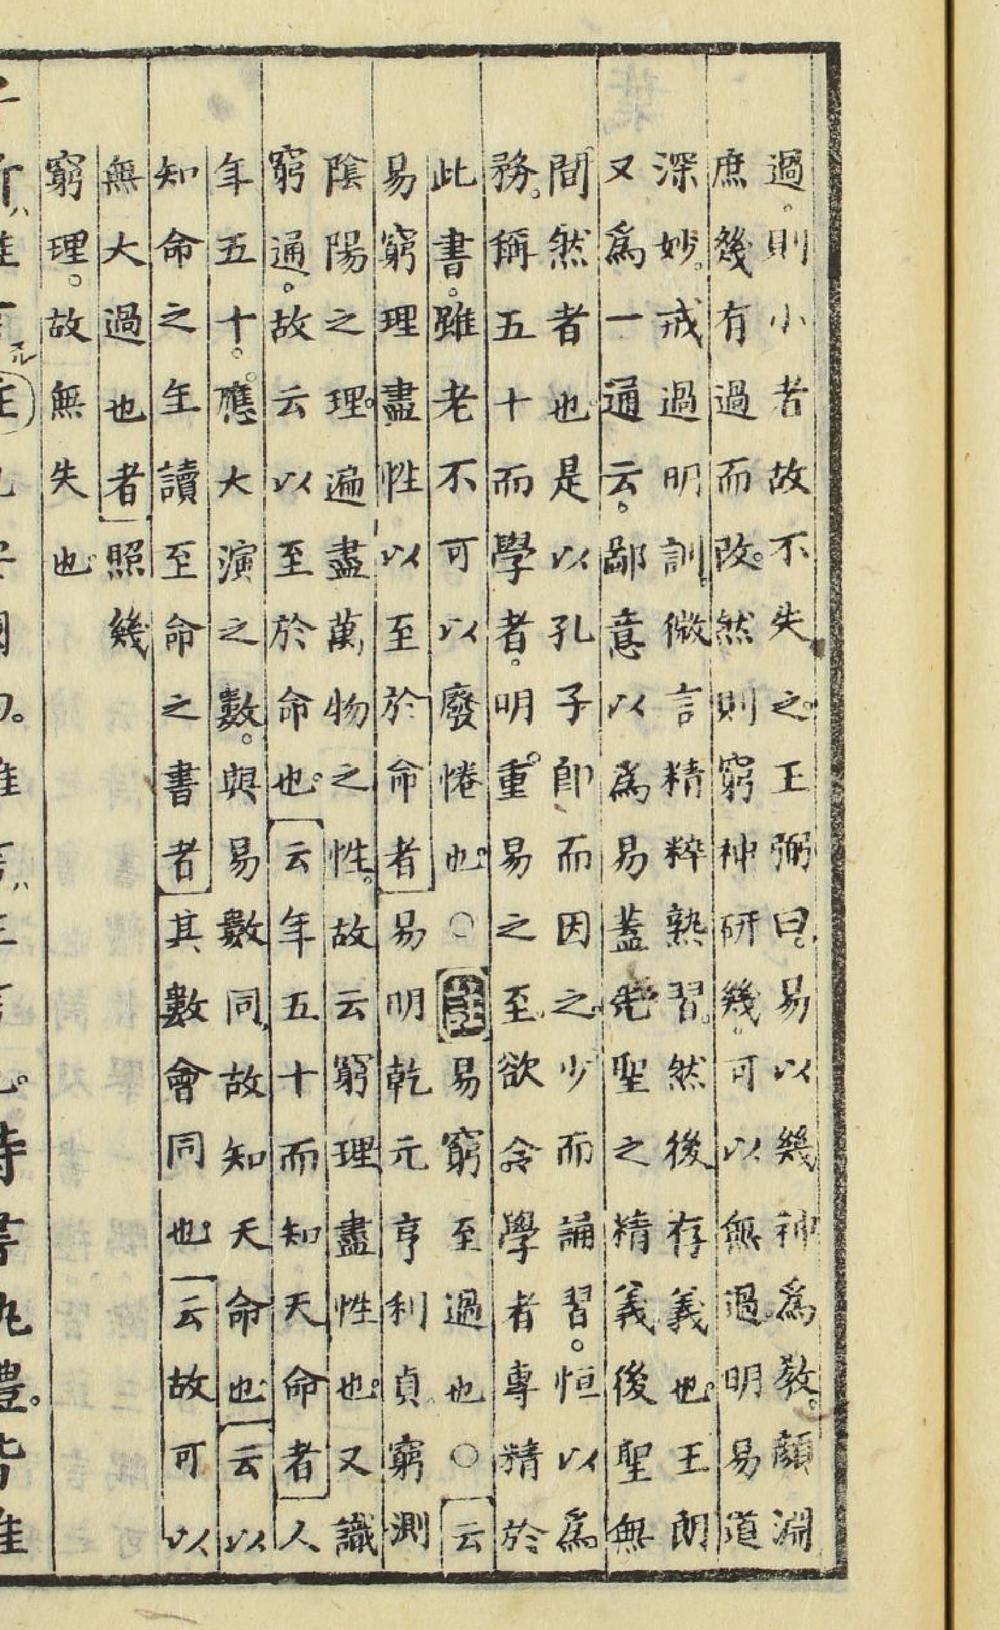 過。則小者故不失之。王弼曰。易以幾神爲教。顏淵
庶幾有過而改。然則窮神研幾。可以無過。明易道
深妙。戒過明訓。微言精粹。熟習。然後存義也。王朗
又爲一通云。鄙意以爲易蓋先聖之精義後聖無
間然者也。是以孔子即而因之。少而誦習。恒以爲
務。稱五十而學者。明重易之至。欲令學者專精於
此書。雖老不可以廢惓也。○註易窮至過也○云
易窮理盡性以至於命者易明乾元亨利貞。窮測
陰陽之理。遍盡萬物之性。故云窮理盡性也。又識
窮通。故云以至於命也。云年五十而知天命者人
年五十。應大演之數。與易數同。故知天命也。云以
知命之年讀至命之書者其數會同也。云故可以
無大過也者照幾
窮理。故無失也。